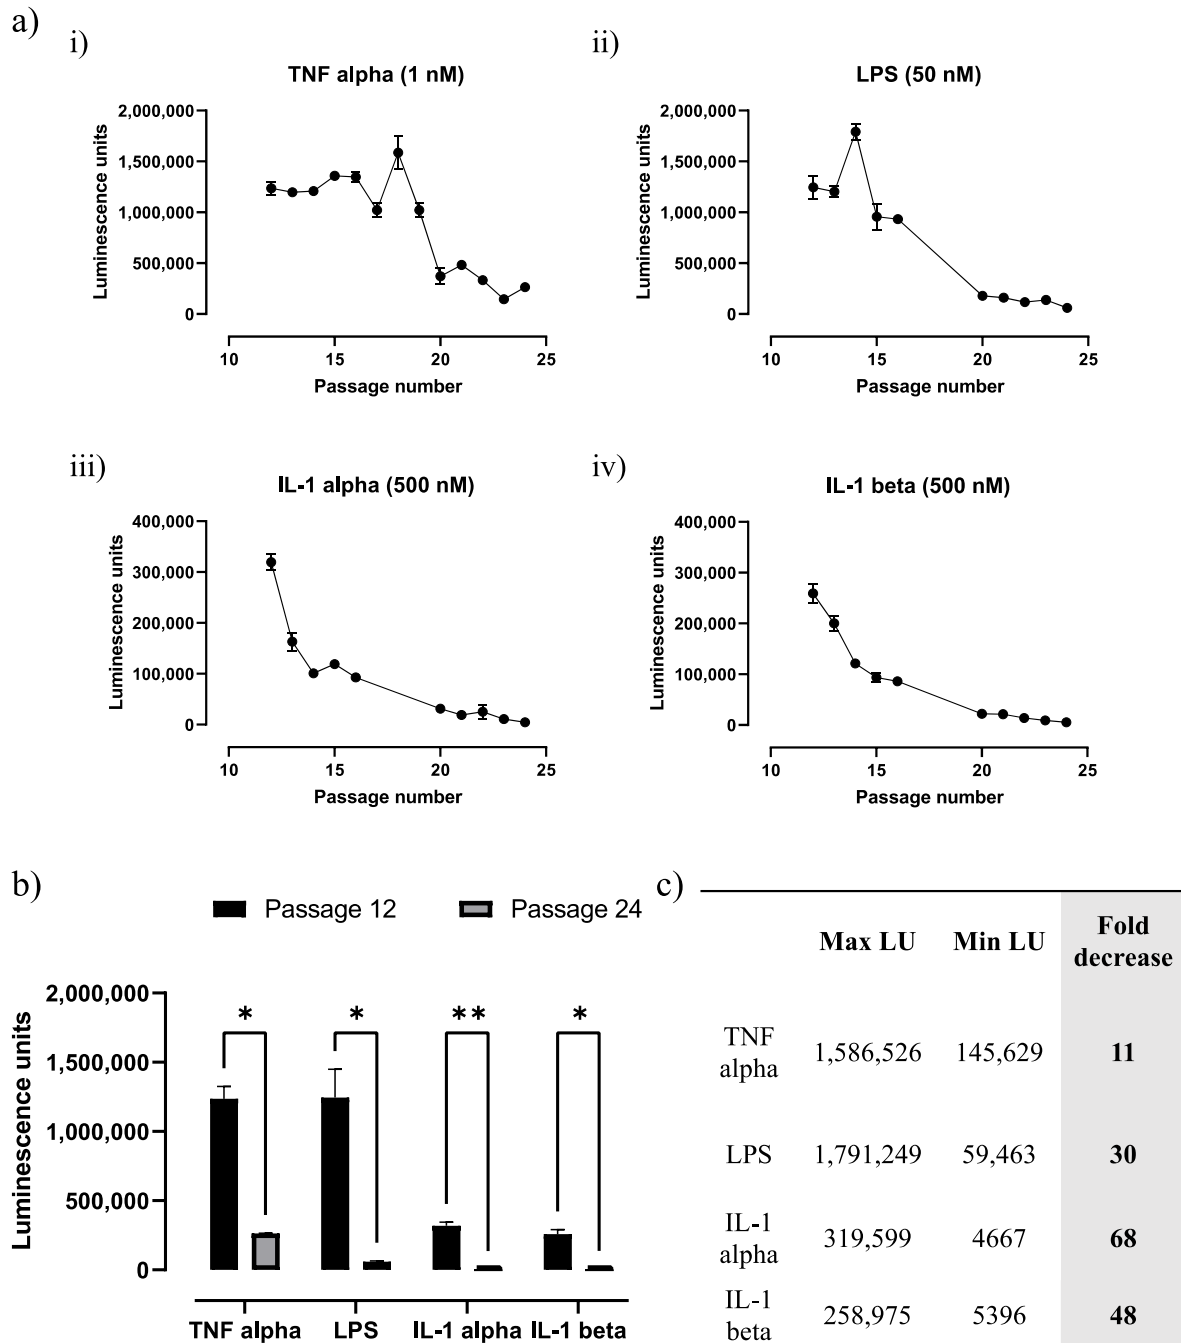 a)
i)
TNF alpha (1 nM)
2,000,000
1,500,000
1,000,000
500,000
0
Luminescence units
10
15
20
25
Passage number
ii)
LPS (50 nM)
2,000,000
1,500,000
1,000,000
500,000
0
Luminescence units
10
15
20
25
Passage number
iii)
IL-1 alpha (500 nM)
400,000
300,000
200,000
100,000
0
Luminescence units
10
15
20
25
Passage number
iv)
IL-1 beta (500 nM)
400,000
300,000
200,000
100,000
0
Luminescence units
10
15
20
25
Passage number
b)
Passage 12
Passage 24
2,000,000
1,500,000
1,000,000
500,000
0
Luminescence units
*
*
**
*
TNF alpha
LPS
IL-1 alpha
IL-1 beta
c)
Max LU Min LU Fold decrease
TNF alpha 1,586,526 145,629 11
LPS 1,791,249 59,463 30
IL-1 alpha 319,599 4667 68
IL-1 beta 258,975 5396 48